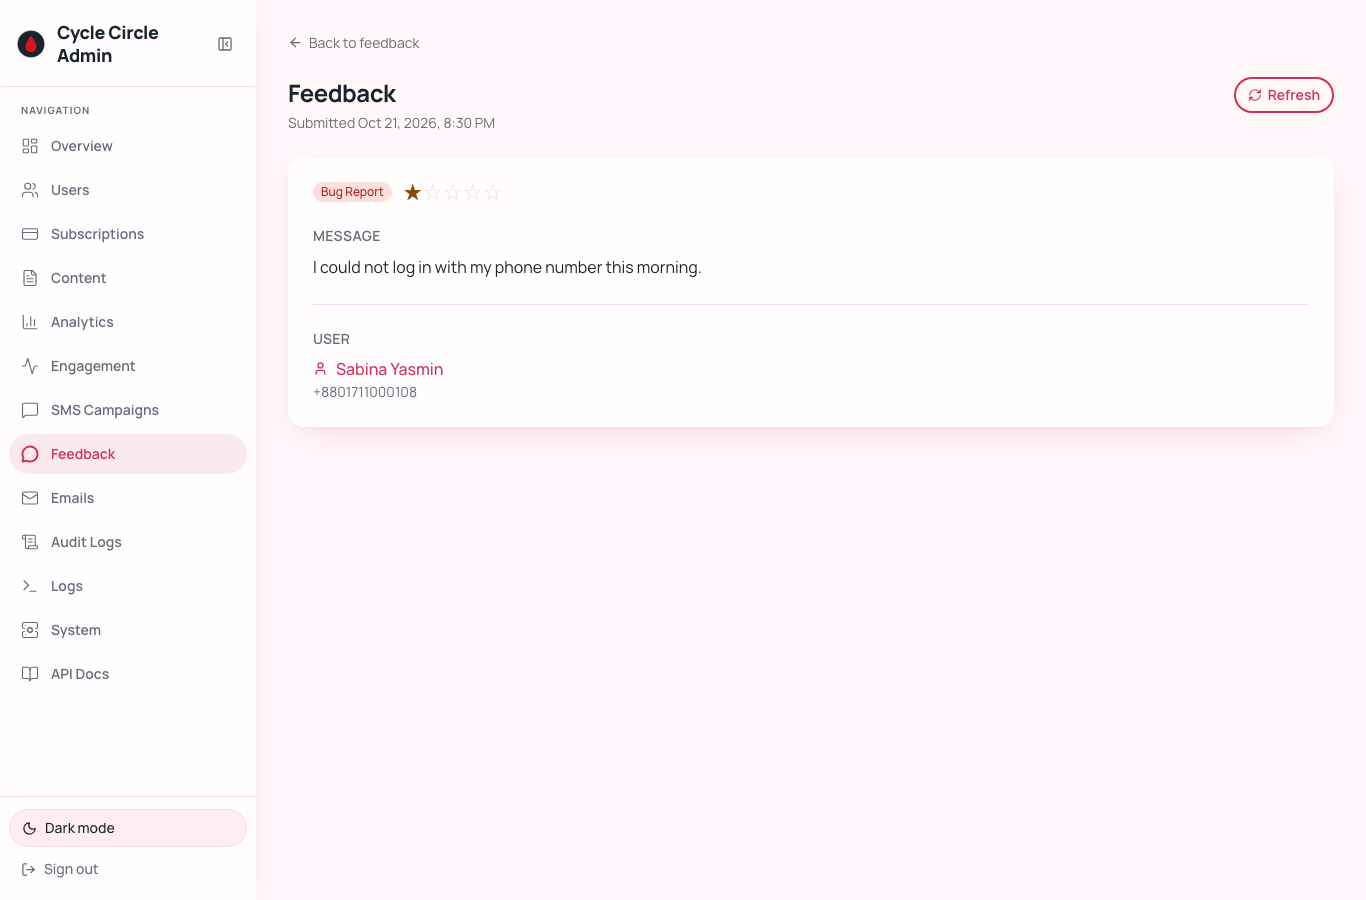 Cycle Circle
Admin
NAVIGATION
Overview
Users
Subscriptions
Content
Analytics
Engagement
SMS Campaigns
Feedback
Emails
Audit Logs
Logs
System
API Docs
Dark mode
Sign out
Back to feedback
Feedback
Refresh
Submitted Oct 21, 2026, 8:30 PM
Bug Report
MESSAGE
I could not log in with my phone number this morning.
USER
Sabina Yasmin
+8801711000108